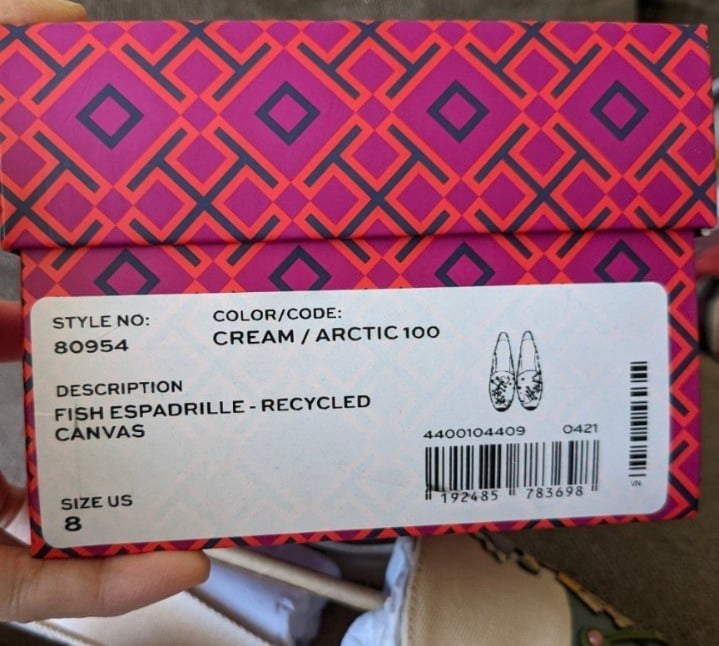 STYLE NO:
80954
COLOR/CODE:
CREAM / ARCTIC 100
DESCRIPTION
FISH ESPADRILLE - RECYCLED
CANVAS
SIZE US
8
4400104409 0421
192485 783698
VN